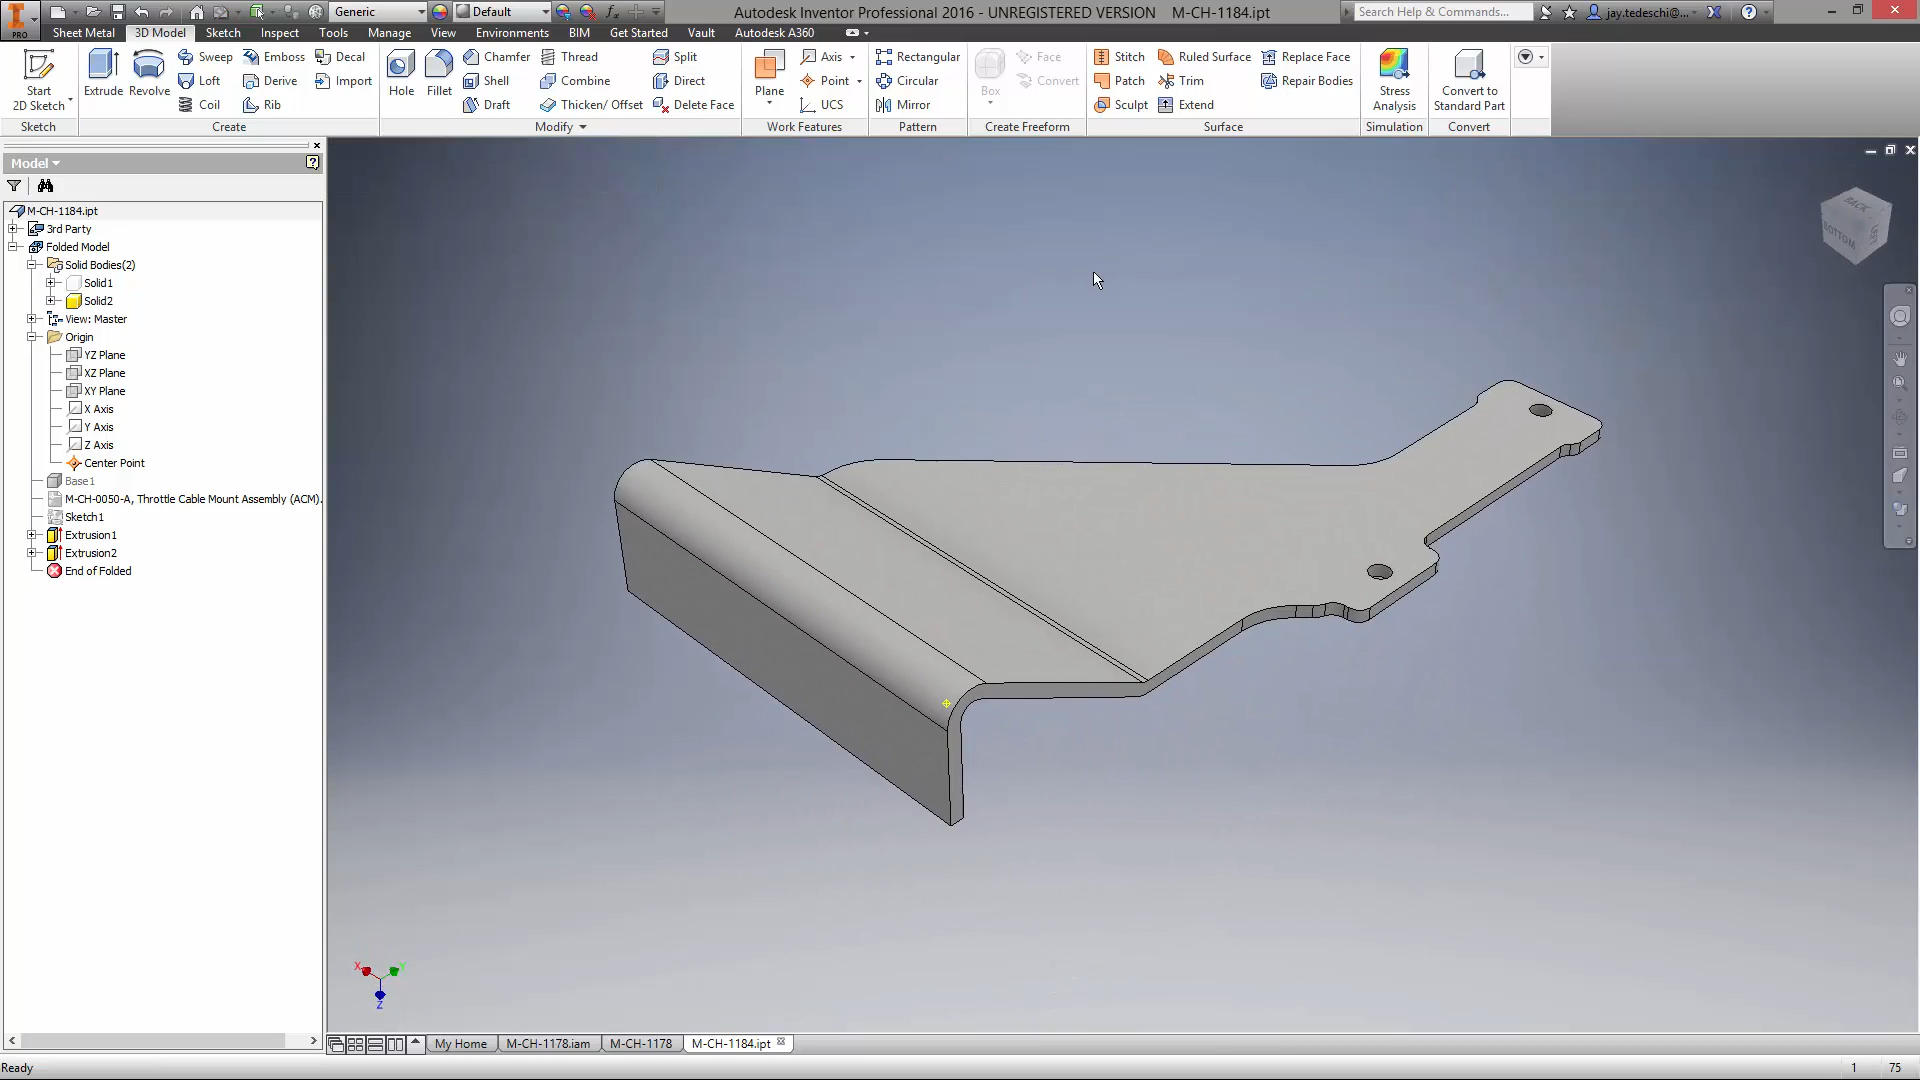 PRO
Generic
Default
Autodesk Inventor Professional 2016 - UNREGISTERED VERSION M-CH-1184.ipt
Search Help & Commands...
jay.tedeschi@...
Sheet Metal 3D Model Sketch Inspect Tools Manage View Environments BIM Get Started Vault Autodesk A360
Start
2D Sketch
Sketch
Extrude
Revolve
Sweep
Emboss
Decal
Loft
Derive
Import
Coil
Rib
Create
Hole
Fillet
Chamfer
Thread
Split
Shell
Combine
Direct
Draft
Thicken/ Offset
Delete Face
Modify
Plane
Axis
Point
UCS
Work Features
Rectangular
Circular
Mirror
Pattern
Box
Face
Convert
Create Freeform
Stitch
Ruled Surface
Replace Face
Patch
Trim
Repair Bodies
Sculpt
Extend
Surface
Stress
Analysis
Simulation
Convert to
Standard Part
Convert
Model
M-CH-1184.ipt
3rd Party
Folded Model
Solid Bodies(2)
Solid1
Solid2
View: Master
Origin
YZ Plane
XZ Plane
XY Plane
X Axis
Y Axis
Z Axis
Center Point
Base1
M-CH-0050-A, Throttle Cable Mount Assembly (ACM).
Sketch1
Extrusion1
Extrusion2
End of Folded
BACK
BOTTOM
LEFT
X
Y
Z
My Home M-CH-1178.iam M-CH-1178 M-CH-1184.ipt
Ready
1 75